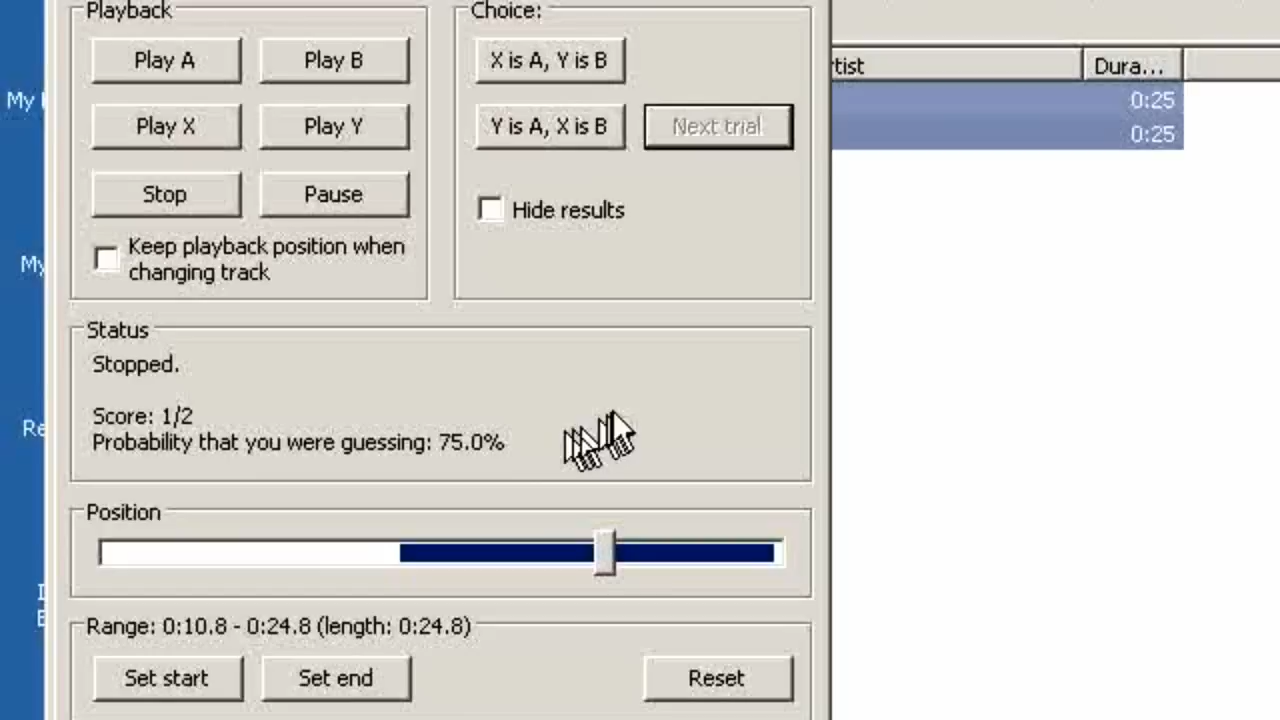 Playback
Choice:
Play A
Play B
X is A, Y is B
Play X
Play Y
Y is A, X is B
Next trial
Stop
Pause
Hide results
Keep playback position when
changing track
Status
Stopped.
Score: 1/2
Probability that you were guessing: 75.0%
Position
Range: 0:10.8 - 0:24.8 (length: 0:24.8)
Set start
Set end
Reset
Dura...
0:25
0:25
My
My